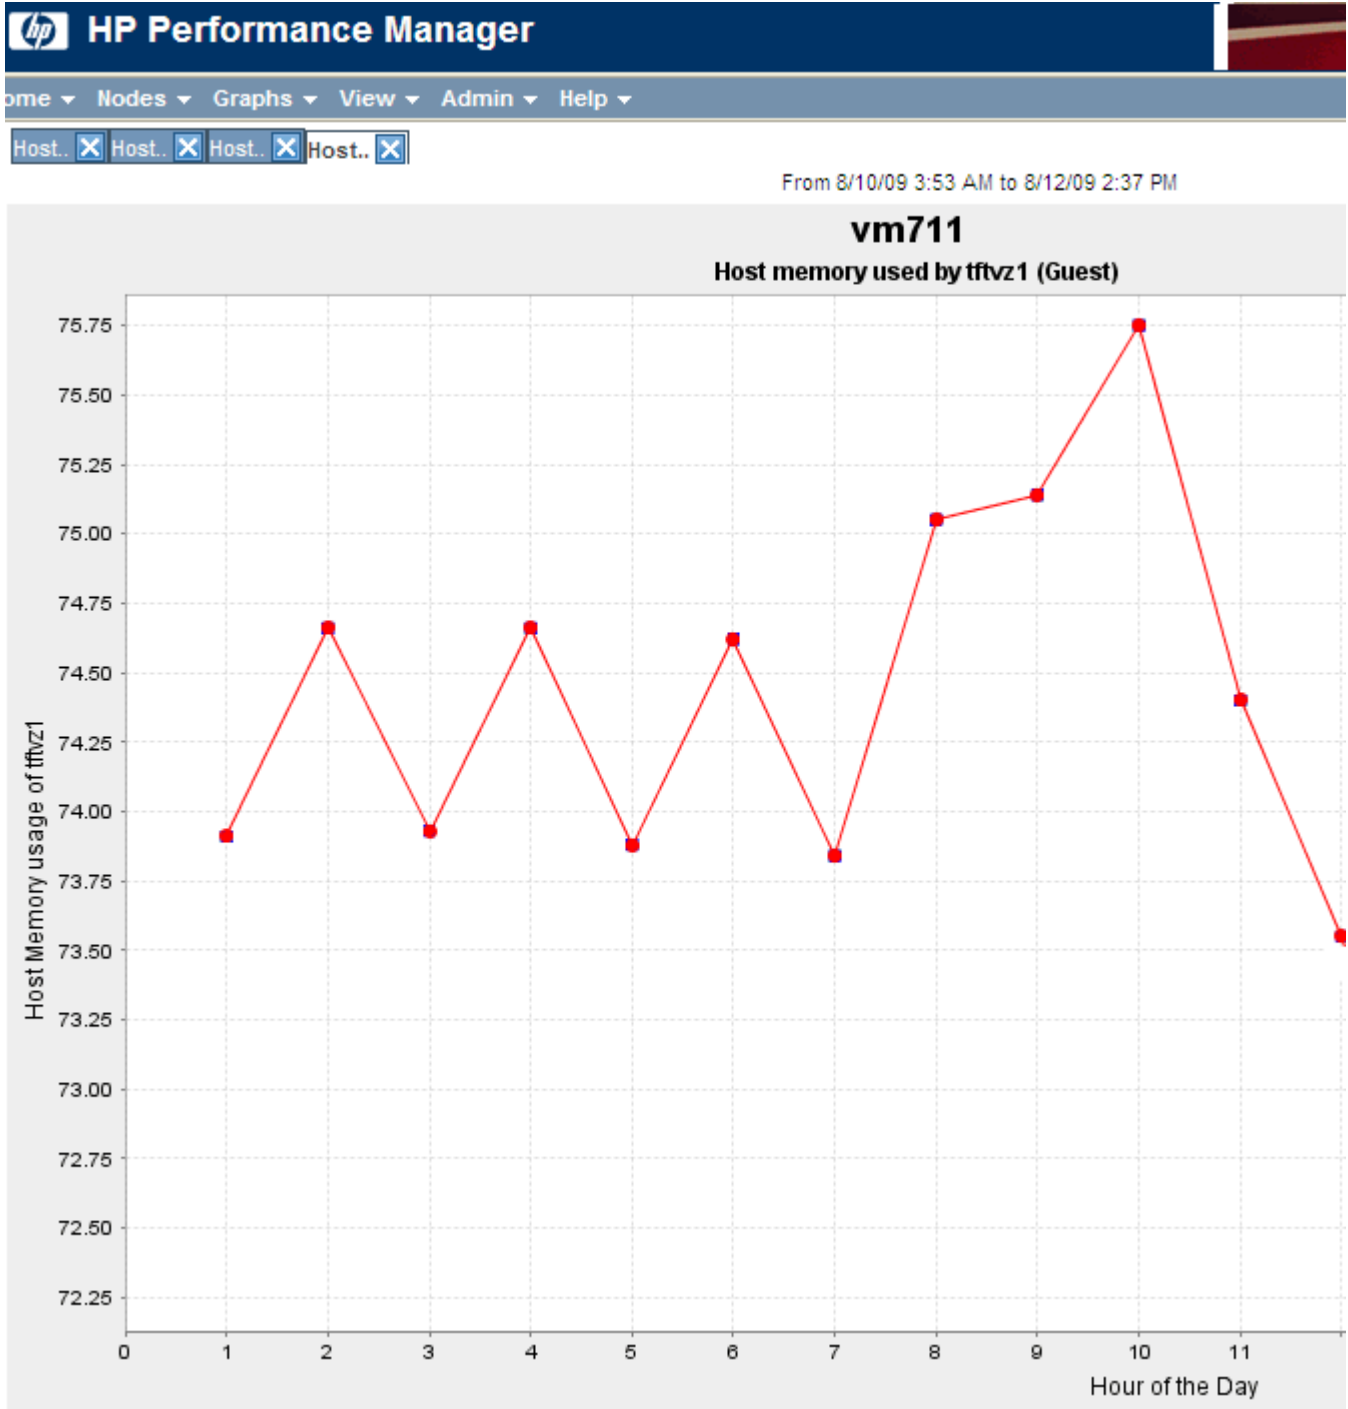 hp HP Performance Manager
ome Nodes Graphs View Admin Help
Host.. Host.. Host.. Host..
From 8/10/09 3:53 AM to 8/12/09 2:37 PM
vm711
Host memory used by tftvz1 (Guest)
75.75
75.50
75.25
75.00
74.75
74.50
74.25
74.00
73.75
73.50
73.25
73.00
72.75
72.50
72.25
Host Memory usage of tftvz1
0 1 2 3 4 5 6 7 8 9 10 11
Hour of the Day